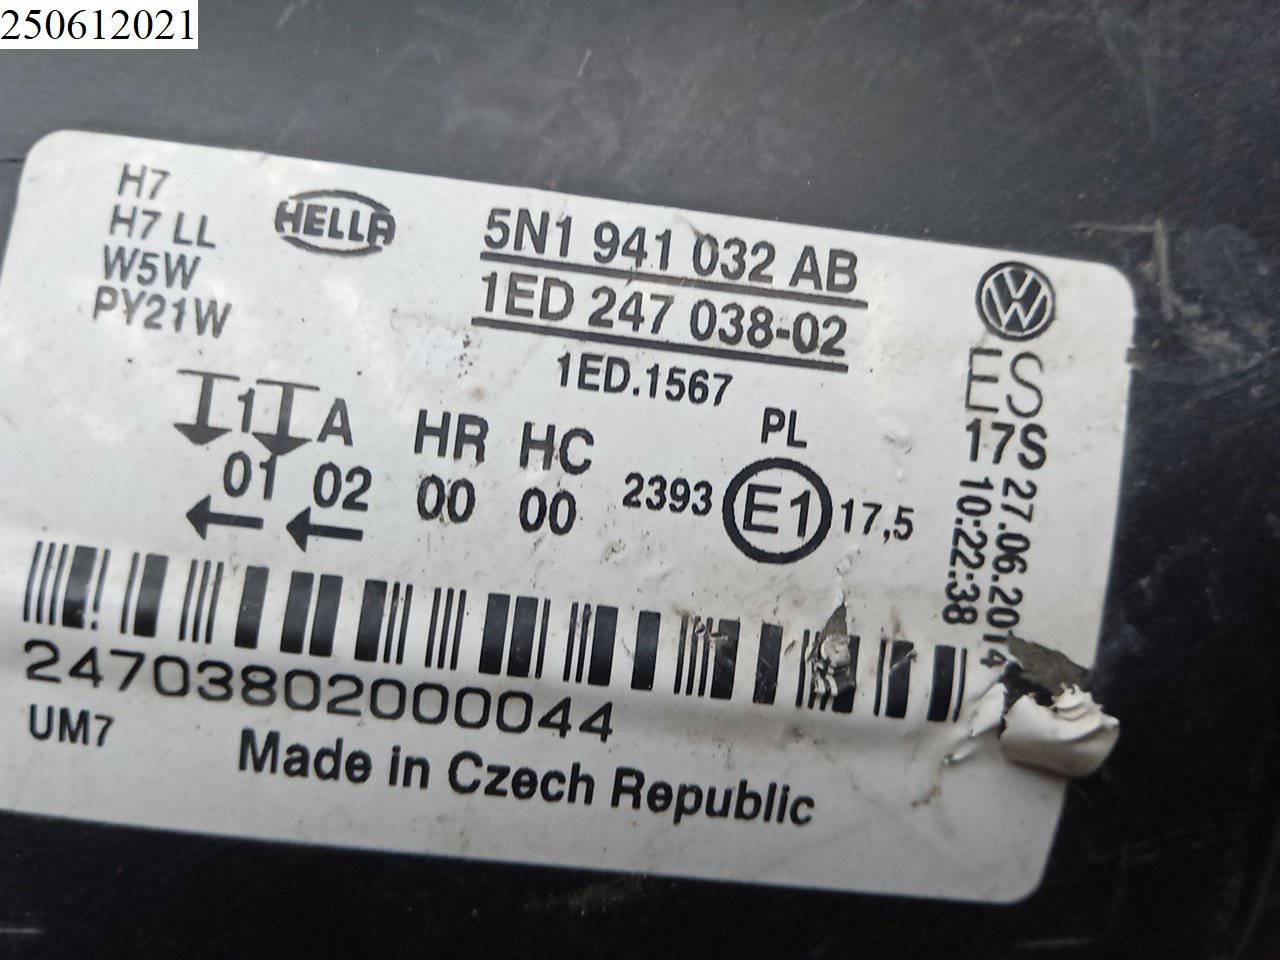 250612021
H7
H7 LL
W5W
PY21W
HELLA
5N1 941 032 AB
1ED 247 038-02
1ED.1567
1 A
01 02
HR HC
00 00
PL
2393 E1 17,5
ES
17S
27.06.2014
10:22:38
24703802000044
UM7
Made in Czech Republic